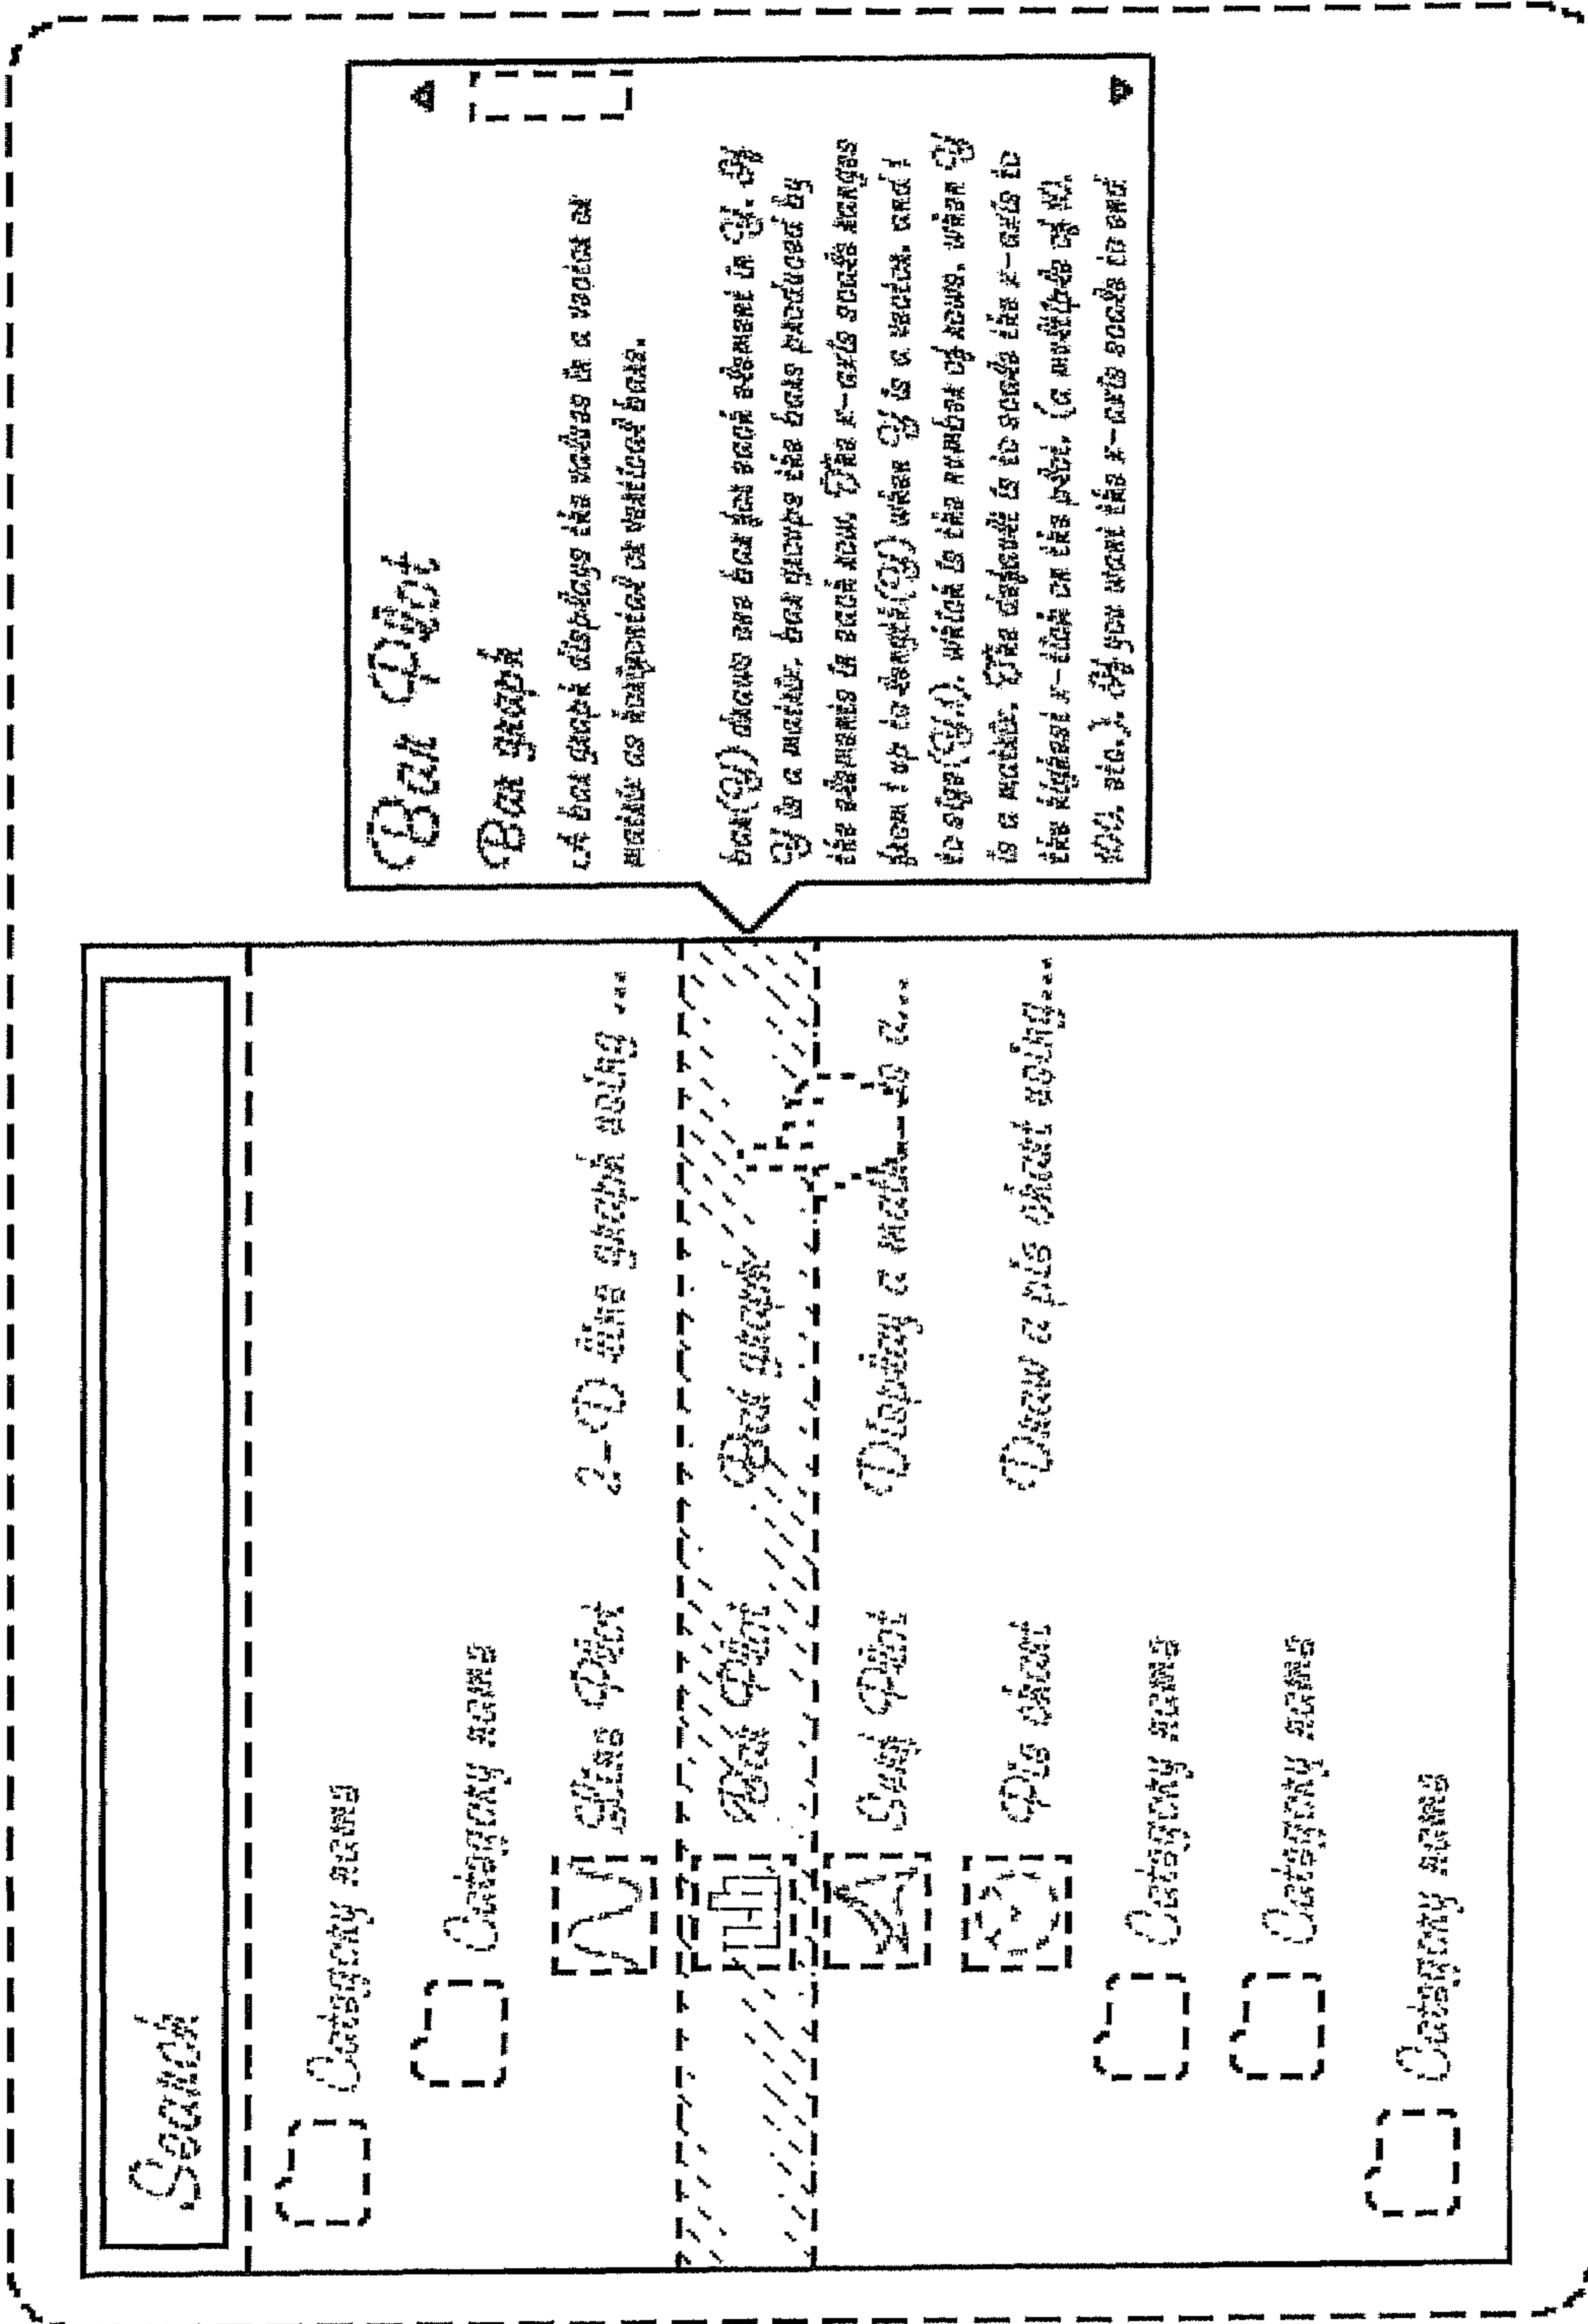 Search
Category name
Category name
Line Plot 2-D line graph using ...
Bar Plot Bar graph
Surf Plot Display a mat... as a...
Pie chart Draw a pie chart using...
Category name
Category name
Category name
Bar Plot
Bar graph
A bar graph displays the values in a vector or
matrix as horizontal or vertical bars.
bar(Y) draws one bar for each element in Y. If
Y is a matrix, bar groups the bars produced by
the elements in each row. The x-axis scale ranges
from 1 up to length(Y) when Y is a vector, and 1
to size(Y,1), which is the number of rows, when Y
is a matrix. The default is to scale the x-axis to
the highest x-tick on the plot, (a multiple of 10,
100, etc.). If you want the x-axis scale to end